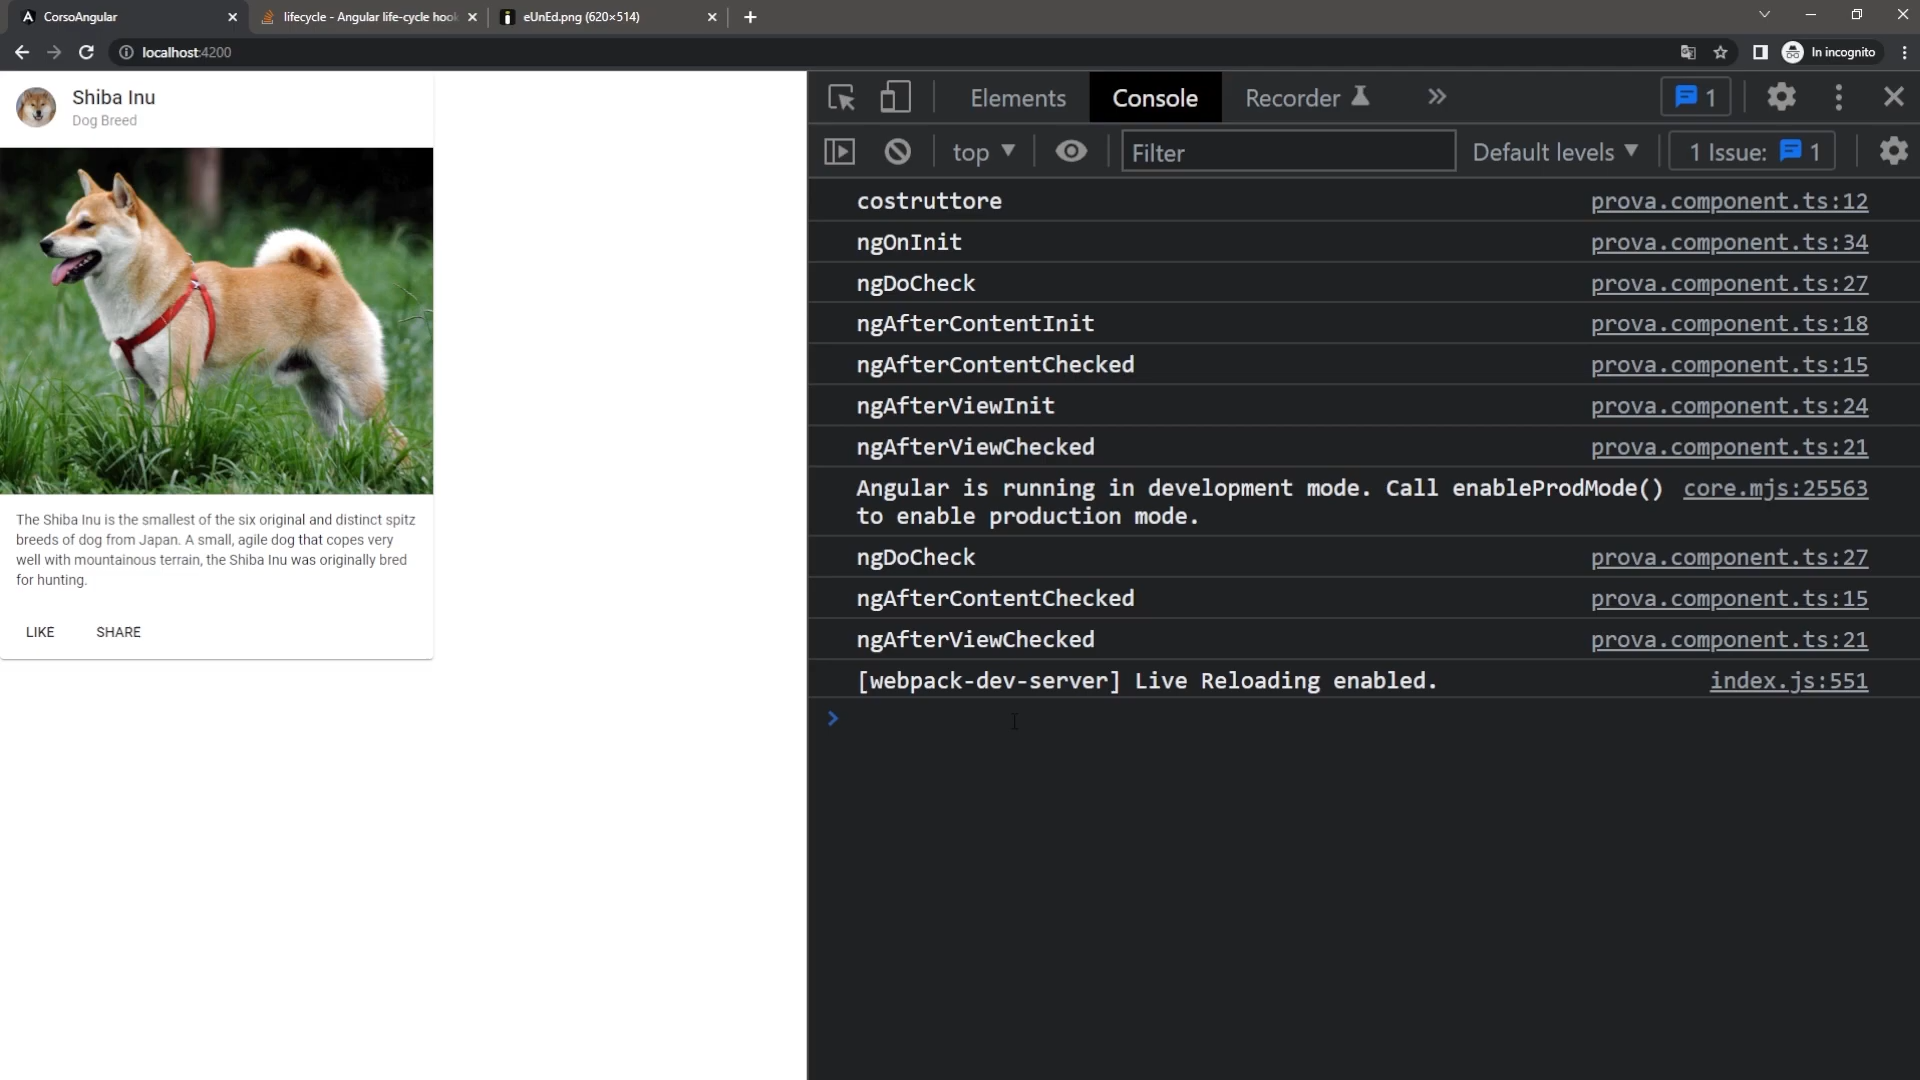 CorsoAngular
lifecycle - Angular life-cycle hook
eUnEd.png (620×514)
localhost:4200
In incognito
Shiba Inu
Dog Breed
The Shiba Inu is the smallest of the six original and distinct spitz
breeds of dog from Japan. A small, agile dog that copes very
well with mountainous terrain, the Shiba Inu was originally bred
for hunting.
LIKE SHARE
Elements Console Recorder 1
top Filter Default levels 1 Issue: 1
costruttore prova.component.ts:12
ngOnInit prova.component.ts:34
ngDoCheck prova.component.ts:27
ngAfterContentInit prova.component.ts:18
ngAfterContentChecked prova.component.ts:15
ngAfterViewInit prova.component.ts:24
ngAfterViewChecked prova.component.ts:21
Angular is running in development mode. Call enableProdMode() core.mjs:25563
to enable production mode.
ngDoCheck prova.component.ts:27
ngAfterContentChecked prova.component.ts:15
ngAfterViewChecked prova.component.ts:21
[webpack-dev-server] Live Reloading enabled. index.js:551